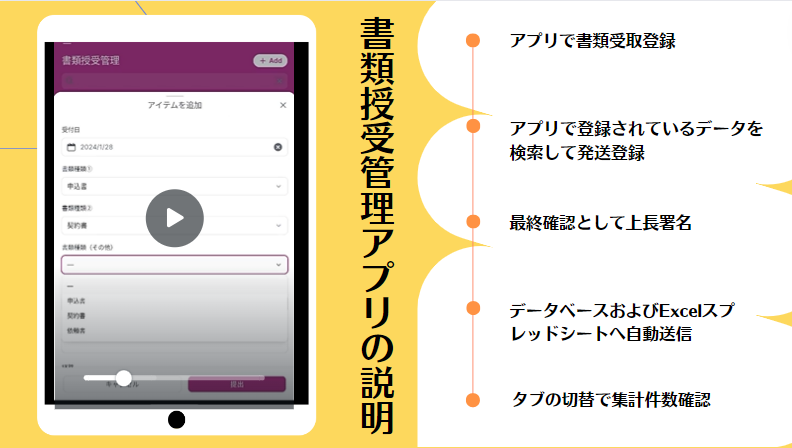 書類授受管理
+ Add
アイテムを追加
受付日
2024/1/28
書類種類①
申込書
書類種類②
契約書
書類種類（その他）
—
—
申込書
契約書
依頼書
提出
書類授受管理アプリの説明
アプリで書類受取登録
アプリで登録されているデータを
検索して発送登録
最終確認として上長署名
データベースおよびExcelスプ
レッドシートへ自動送信
タブの切替で集計件数確認